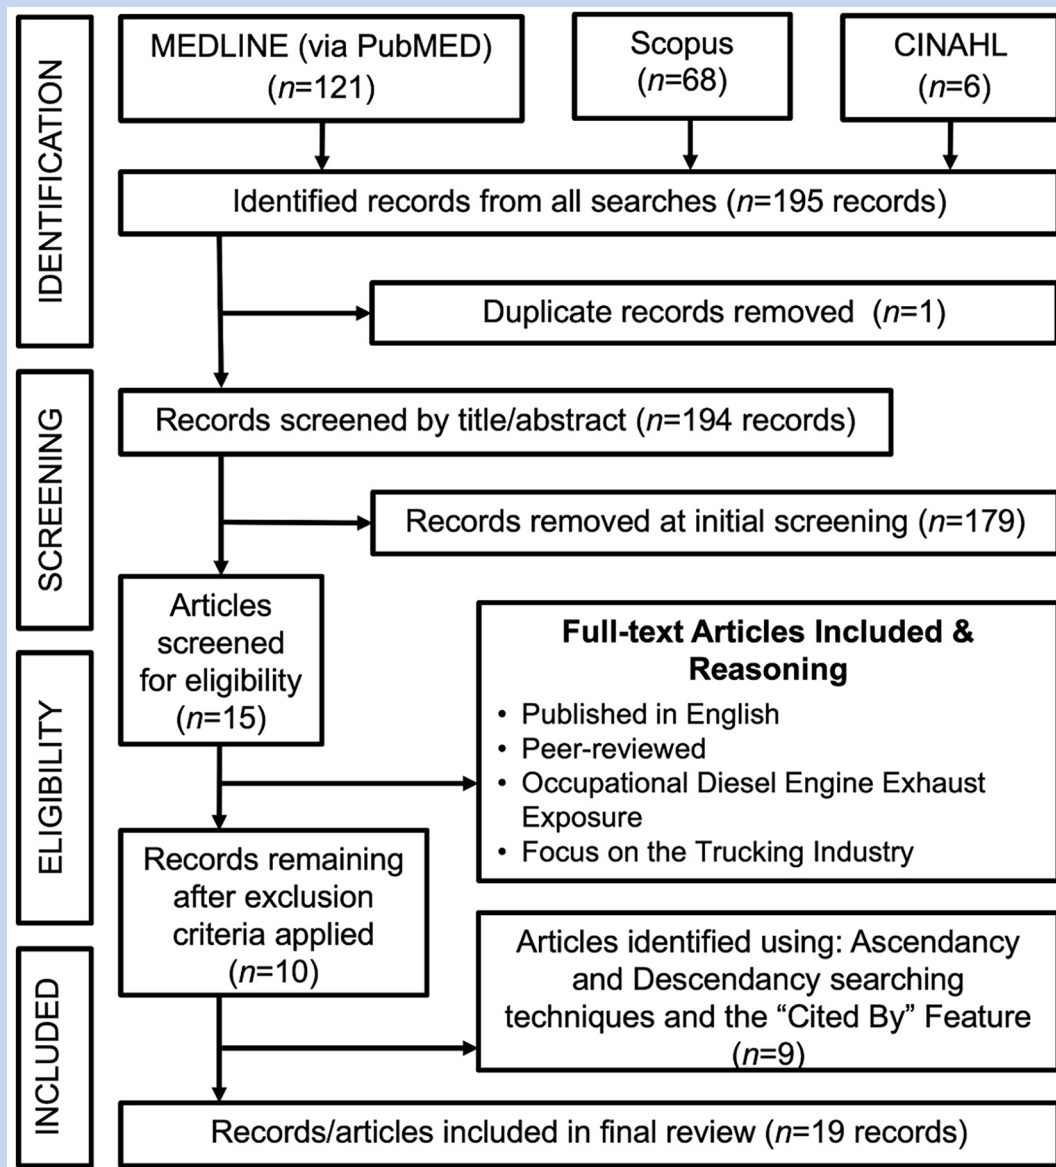 IDENTIFICATION
MEDLINE (via PubMED)
(n=121)
Scopus
(n=68)
CINAHL
(n=6)
Identified records from all searches (n=195 records)
Duplicate records removed (n=1)
SCREENING
Records screened by title/abstract (n=194 records)
Records removed at initial screening (n=179)
Articles
screened
for eligibility
(n=15)
ELIGIBILITY
Full-text Articles Included &
Reasoning
• Published in English
• Peer-reviewed
• Occupational Diesel Engine Exhaust
Exposure
• Focus on the Trucking Industry
Records remaining
after exclusion
criteria applied
(n=10)
INCLUDED
Articles identified using: Ascendancy
and Descendancy searching
techniques and the “Cited By” Feature
(n=9)
Records/articles included in final review (n=19 records)